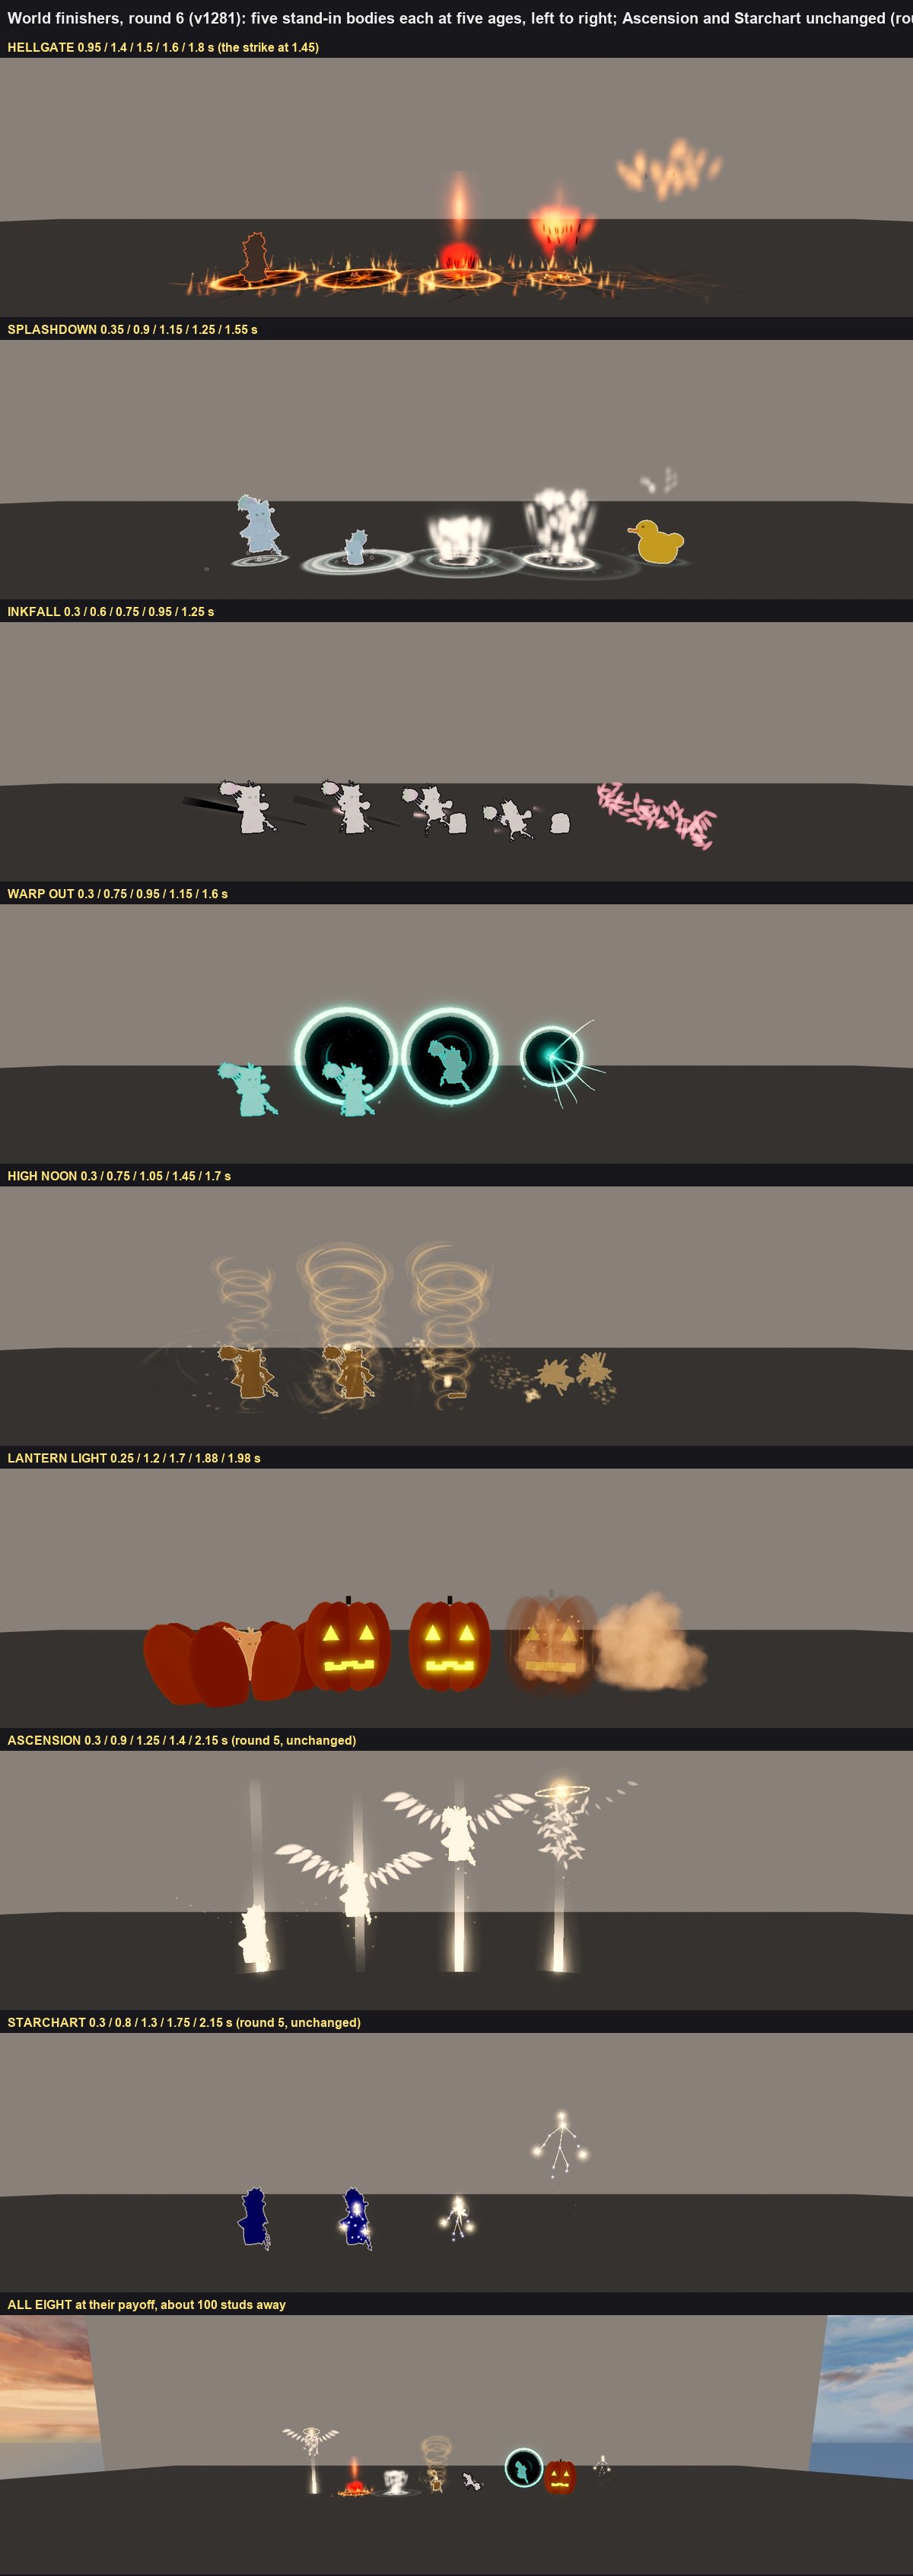 World finishers, round 6 (v1281): five stand-in bodies each at five ages, left to right; Ascension and Starchart unchanged
HELLGATE 0.95 / 1.4 / 1.5 / 1.6 / 1.8 s (the strike at 1.45)
SPLASHDOWN 0.35 / 0.9 / 1.15 / 1.25 / 1.55 s
INKFALL 0.3 / 0.6 / 0.75 / 0.95 / 1.25 s
WARP OUT 0.3 / 0.75 / 0.95 / 1.15 / 1.6 s
HIGH NOON 0.3 / 0.75 / 1.05 / 1.45 / 1.7 s
LANTERN LIGHT 0.25 / 1.2 / 1.7 / 1.88 / 1.98 s
ASCENSION 0.3 / 0.9 / 1.25 / 1.4 / 2.15 s (round 5, unchanged)
STARCHART 0.3 / 0.8 / 1.3 / 1.75 / 2.15 s (round 5, unchanged)
ALL EIGHT at their payoff, about 100 studs away